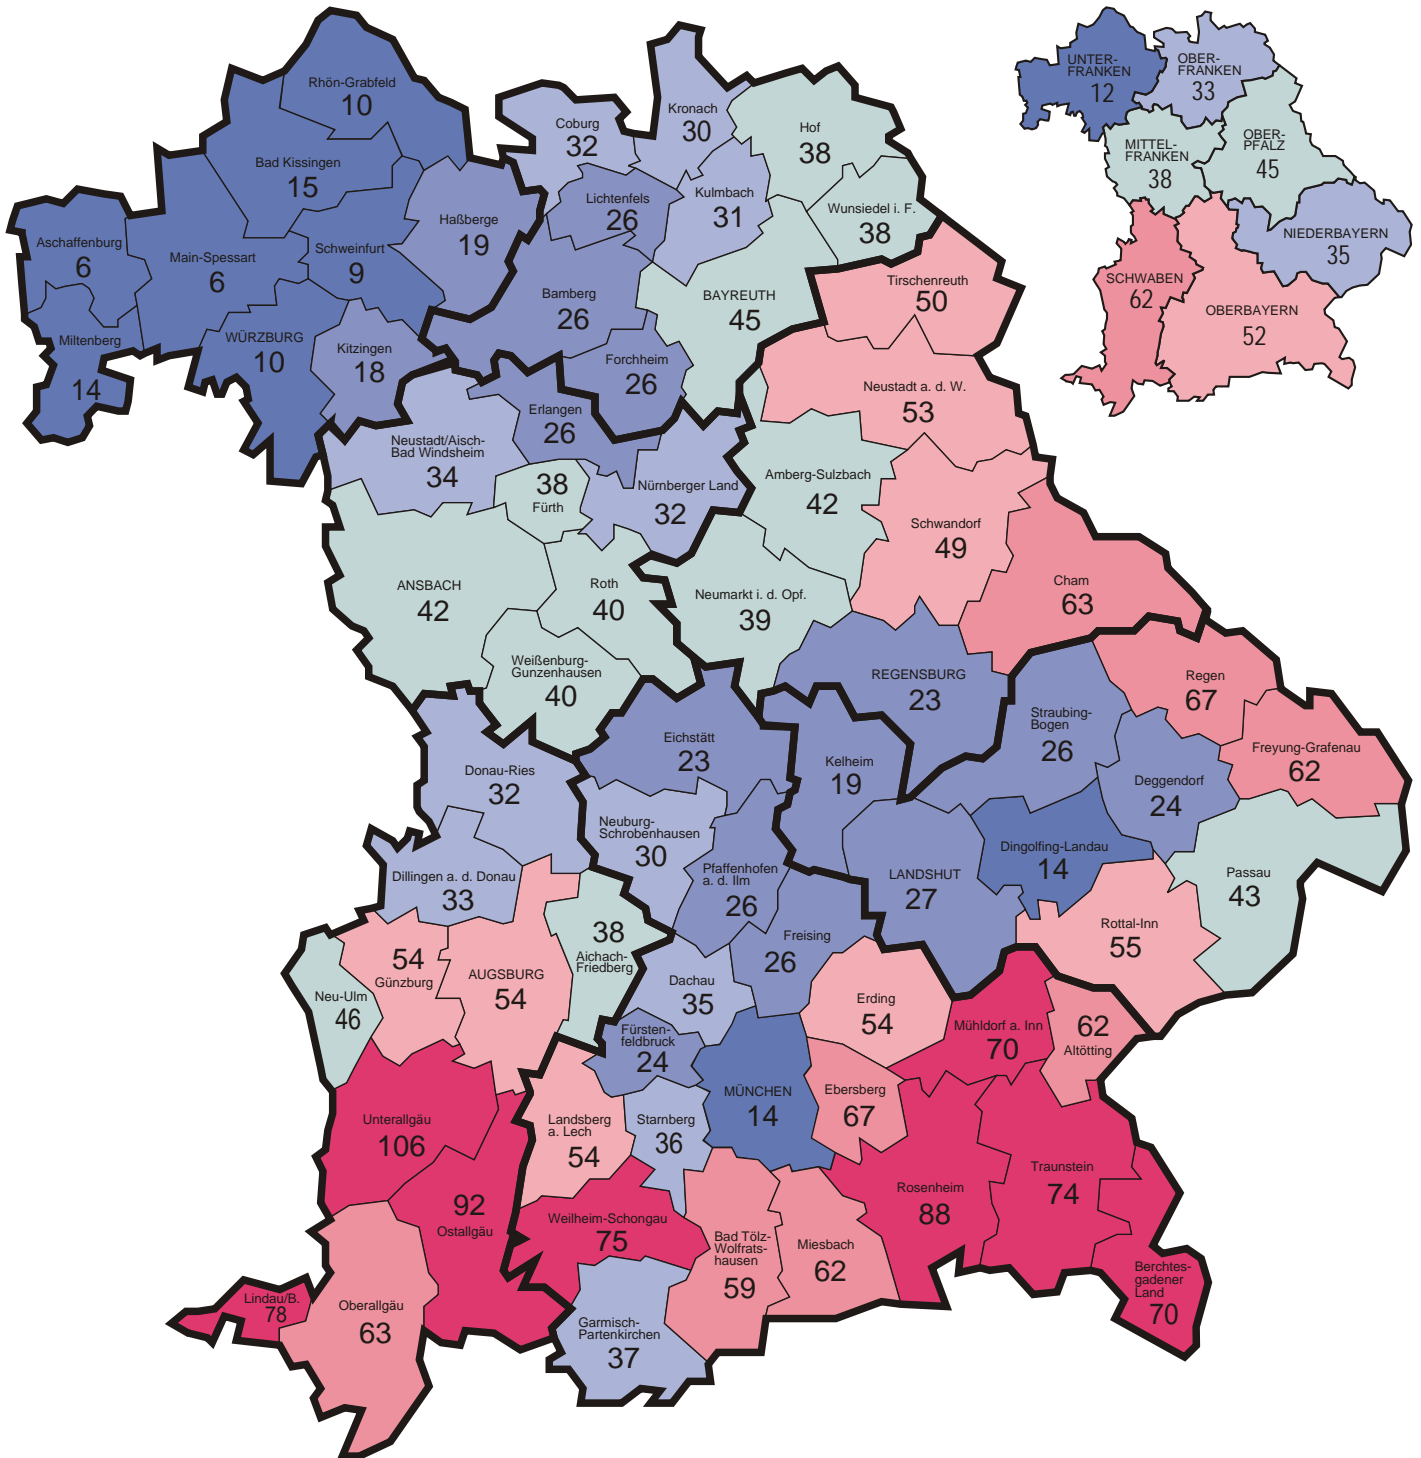 Rhön-Grabfeld
10
Bad Kissingen
15
Aschaffenburg
6
Main-Spessart
6
Schweinfurt
9
Haßberge
19
Miltenberg
14
WÜRZBURG
10
Kitzingen
18
Coburg
32
Kronach
30
Hof
38
Lichtenfels
26
Kulmbach
31
Wunsiedel i. F.
38
Bamberg
26
BAYREUTH
45
Forchheim
26
Tirschenreuth
50
Neustadt a. d. W.
53
Amberg-Sulzbach
42
Schwandorf
49
Cham
63
Neumarkt i. d. Opf.
39
REGENSBURG
23
Neustadt/Aisch-
Bad Windsheim
34
Erlangen
26
38
Fürth
Nürnberger Land
32
ANSBACH
42
Roth
40
Weißenburg-
Gunzenhausen
40
Regen
67
Straubing-
Bogen
26
Freyung-Grafenau
62
Deggendorf
24
Kelheim
19
Dingolfing-Landau
14
LANDSHUT
27
Passau
43
Rottal-Inn
55
Donau-Ries
32
Dillingen a. d. Donau
33
54
Günzburg
AUGSBURG
54
38
Aichach-
Friedberg
Neu-Ulm
46
Unterallgäu
106
92
Ostallgäu
Lindau/B.
78
Oberallgäu
63
Eichstätt
23
Neuburg-
Schrobenhausen
30
Pfaffenhofen
a. d. Ilm
26
Freising
26
Dachau
35
Erding
54
Mühldorf a. Inn
70
62
Altötting
Fürsten-
feldbruck
24
MÜNCHEN
14
Ebersberg
67
Landsberg
a. Lech
54
Starnberg
36
Weilheim-Schongau
75
Bad Tölz-
Wolfrats-
hausen
59
Miesbach
62
Rosenheim
88
Traunstein
74
Berchtes-
gadener
Land
70
Garmisch-
Partenkirchen
37
UNTER-
FRANKEN
12
OBER-
FRANKEN
33
MITTEL-
FRANKEN
38
OBER-
PFALZ
45
NIEDERBAYERN
35
SCHWABEN
62
OBERBAYERN
52